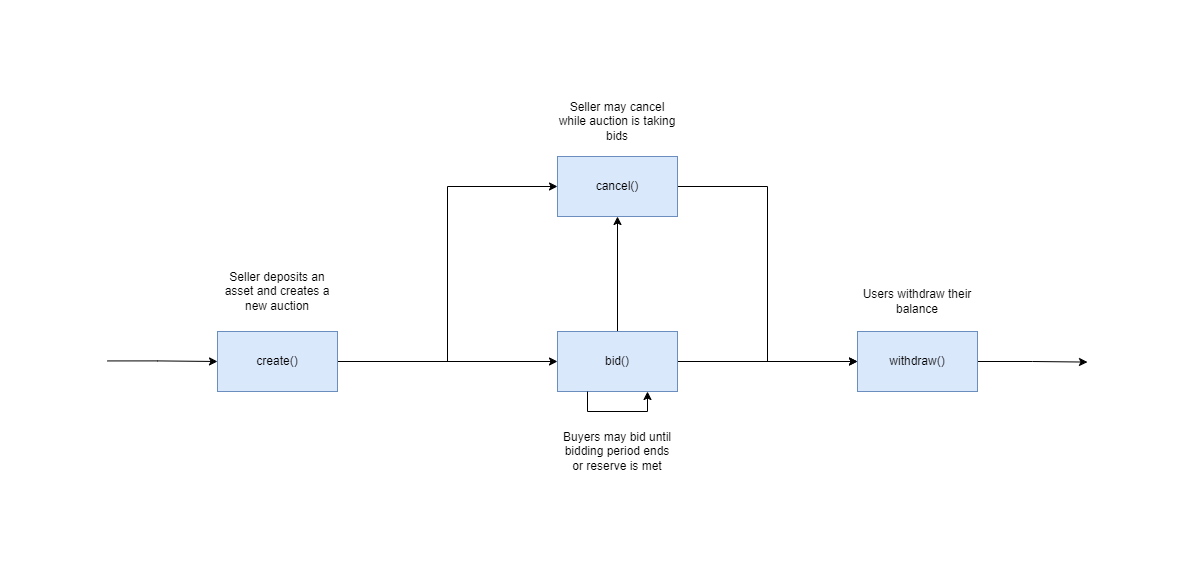 Seller may cancel
while auction is taking
bids
cancel()
Seller deposits an
asset and creates a
new auction
create()
bid()
Buyers may bid until
bidding period ends
or reserve is met
Users withdraw their
balance
withdraw()